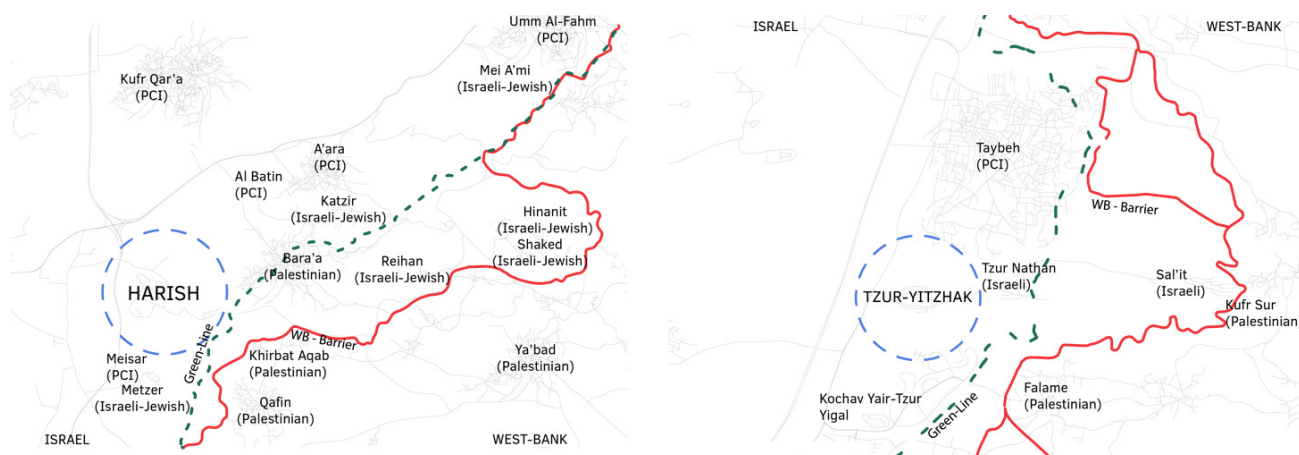 Umm Al-Fahm
(PCI)
Kufr Qar'a
(PCI)
Mei A'mi
(Israeli-Jewish)
A'ara
(PCI)
Al Batin
(PCI)
Katzir
(Israeli-Jewish)
Hinanit
(Israeli-Jewish)
Shaked
(Israeli-Jewish)
Bara'a
(Palestinian)
Reihan
(Israeli-Jewish)
HARISH
Green-Line
WB - Barrier
Meisar
(PCI)
Metzer
(Israeli-Jewish)
Khirbat Aqab
(Palestinian)
Ya'bad
(Palestinian)
Qafin
(Palestinian)
ISRAEL
WEST-BANK
ISRAEL
WEST-BANK
Taybeh
(PCI)
WB - Barrier
Tzur Nathan
(Israeli)
Sal'it
(Israeli)
TZUR-YITZHAK
Kufr Sur
(Palestinian
Kochav Yair-Tzur
Yigal
Falame
(Palestinian)
Green-Line